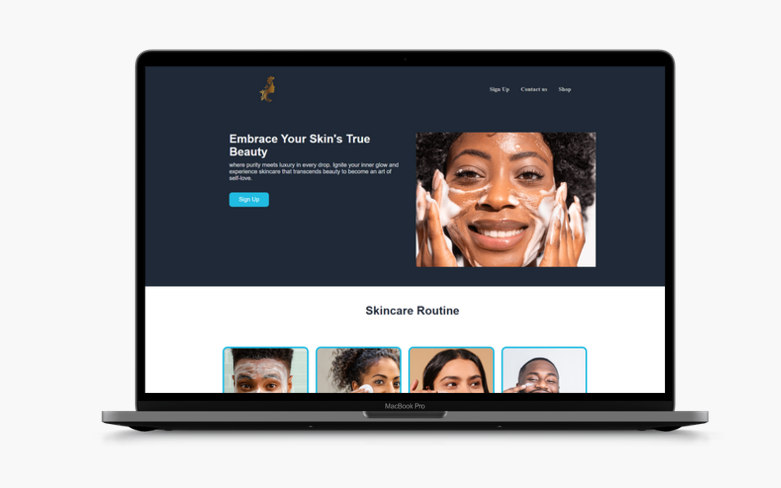 Sign Up Contact us Shop
Embrace Your Skin's True
Beauty
where purity meets luxury in every drop. Ignite your inner glow and
experience skincare that transcends beauty to become an art of
self-love.
Sign Up
Skincare Routine
MacBook Pro